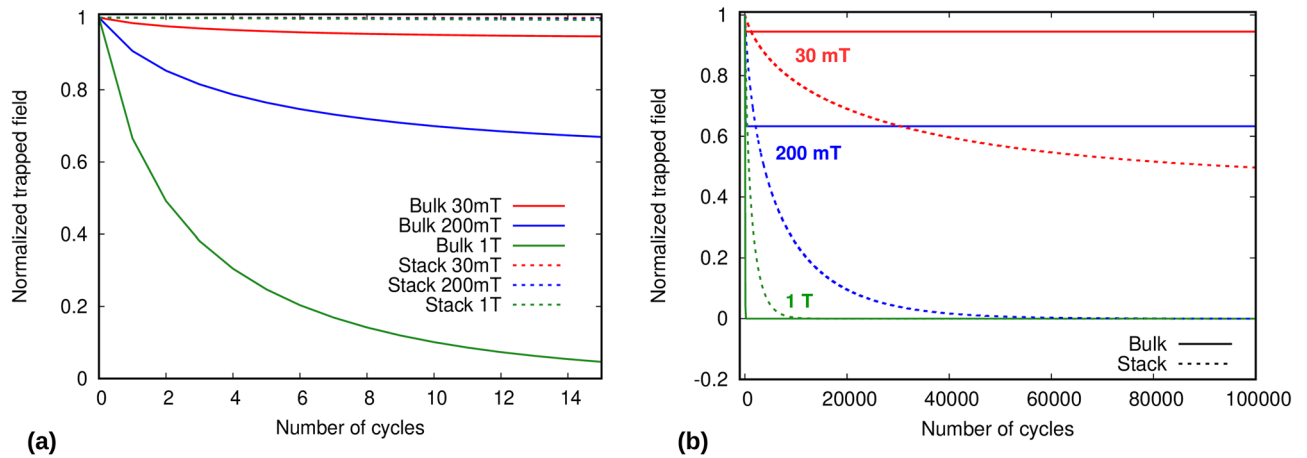 Normalized trapped field
1
0.8
0.6
0.4
0.2
0
Bulk 30mT
Bulk 200mT
Bulk 1T
Stack 30mT
Stack 200mT
Stack 1T
0 2 4 6 8 10 12 14
Number of cycles
(a)
Normalized trapped field
1
0.8
0.6
0.4
0.2
0
-0.2
30 mT
200 mT
1 T
Bulk
Stack
0 20000 40000 60000 80000 100000
Number of cycles
(b)